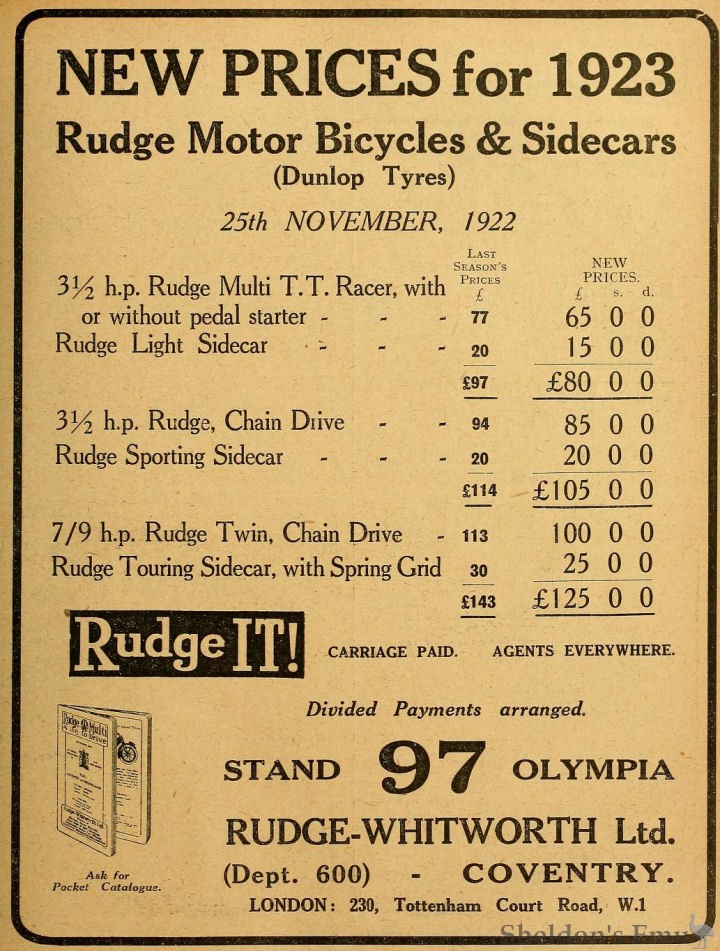 NEW PRICES for 1923
Rudge Motor Bicycles & Sidecars
(Dunlop Tyres)
25th NOVEMBER, 1922
LAST SEASON'S PRICES £
NEW PRICES. £ s. d.
3½ h.p. Rudge Multi T.T. Racer, with
or without pedal starter - - - 77 65 0 0
Rudge Light Sidecar - - - 20 15 0 0
£97 £80 0 0
3½ h.p. Rudge, Chain Drive - - 94 85 0 0
Rudge Sporting Sidecar - - - 20 20 0 0
£114 £105 0 0
7/9 h.p. Rudge Twin, Chain Drive - 113 100 0 0
Rudge Touring Sidecar, with Spring Grid 30 25 0 0
£143 £125 0 0
Rudge IT! CARRIAGE PAID. AGENTS EVERYWHERE.
Divided Payments arranged.
Rudge Multi
STAND 97 OLYMPIA
RUDGE-WHITWORTH Ltd.
(Dept. 600) - COVENTRY.
Ask for
Pocket Catalogue.
LONDON: 230, Tottenham Court Road, W.1
Sheldon's Emu